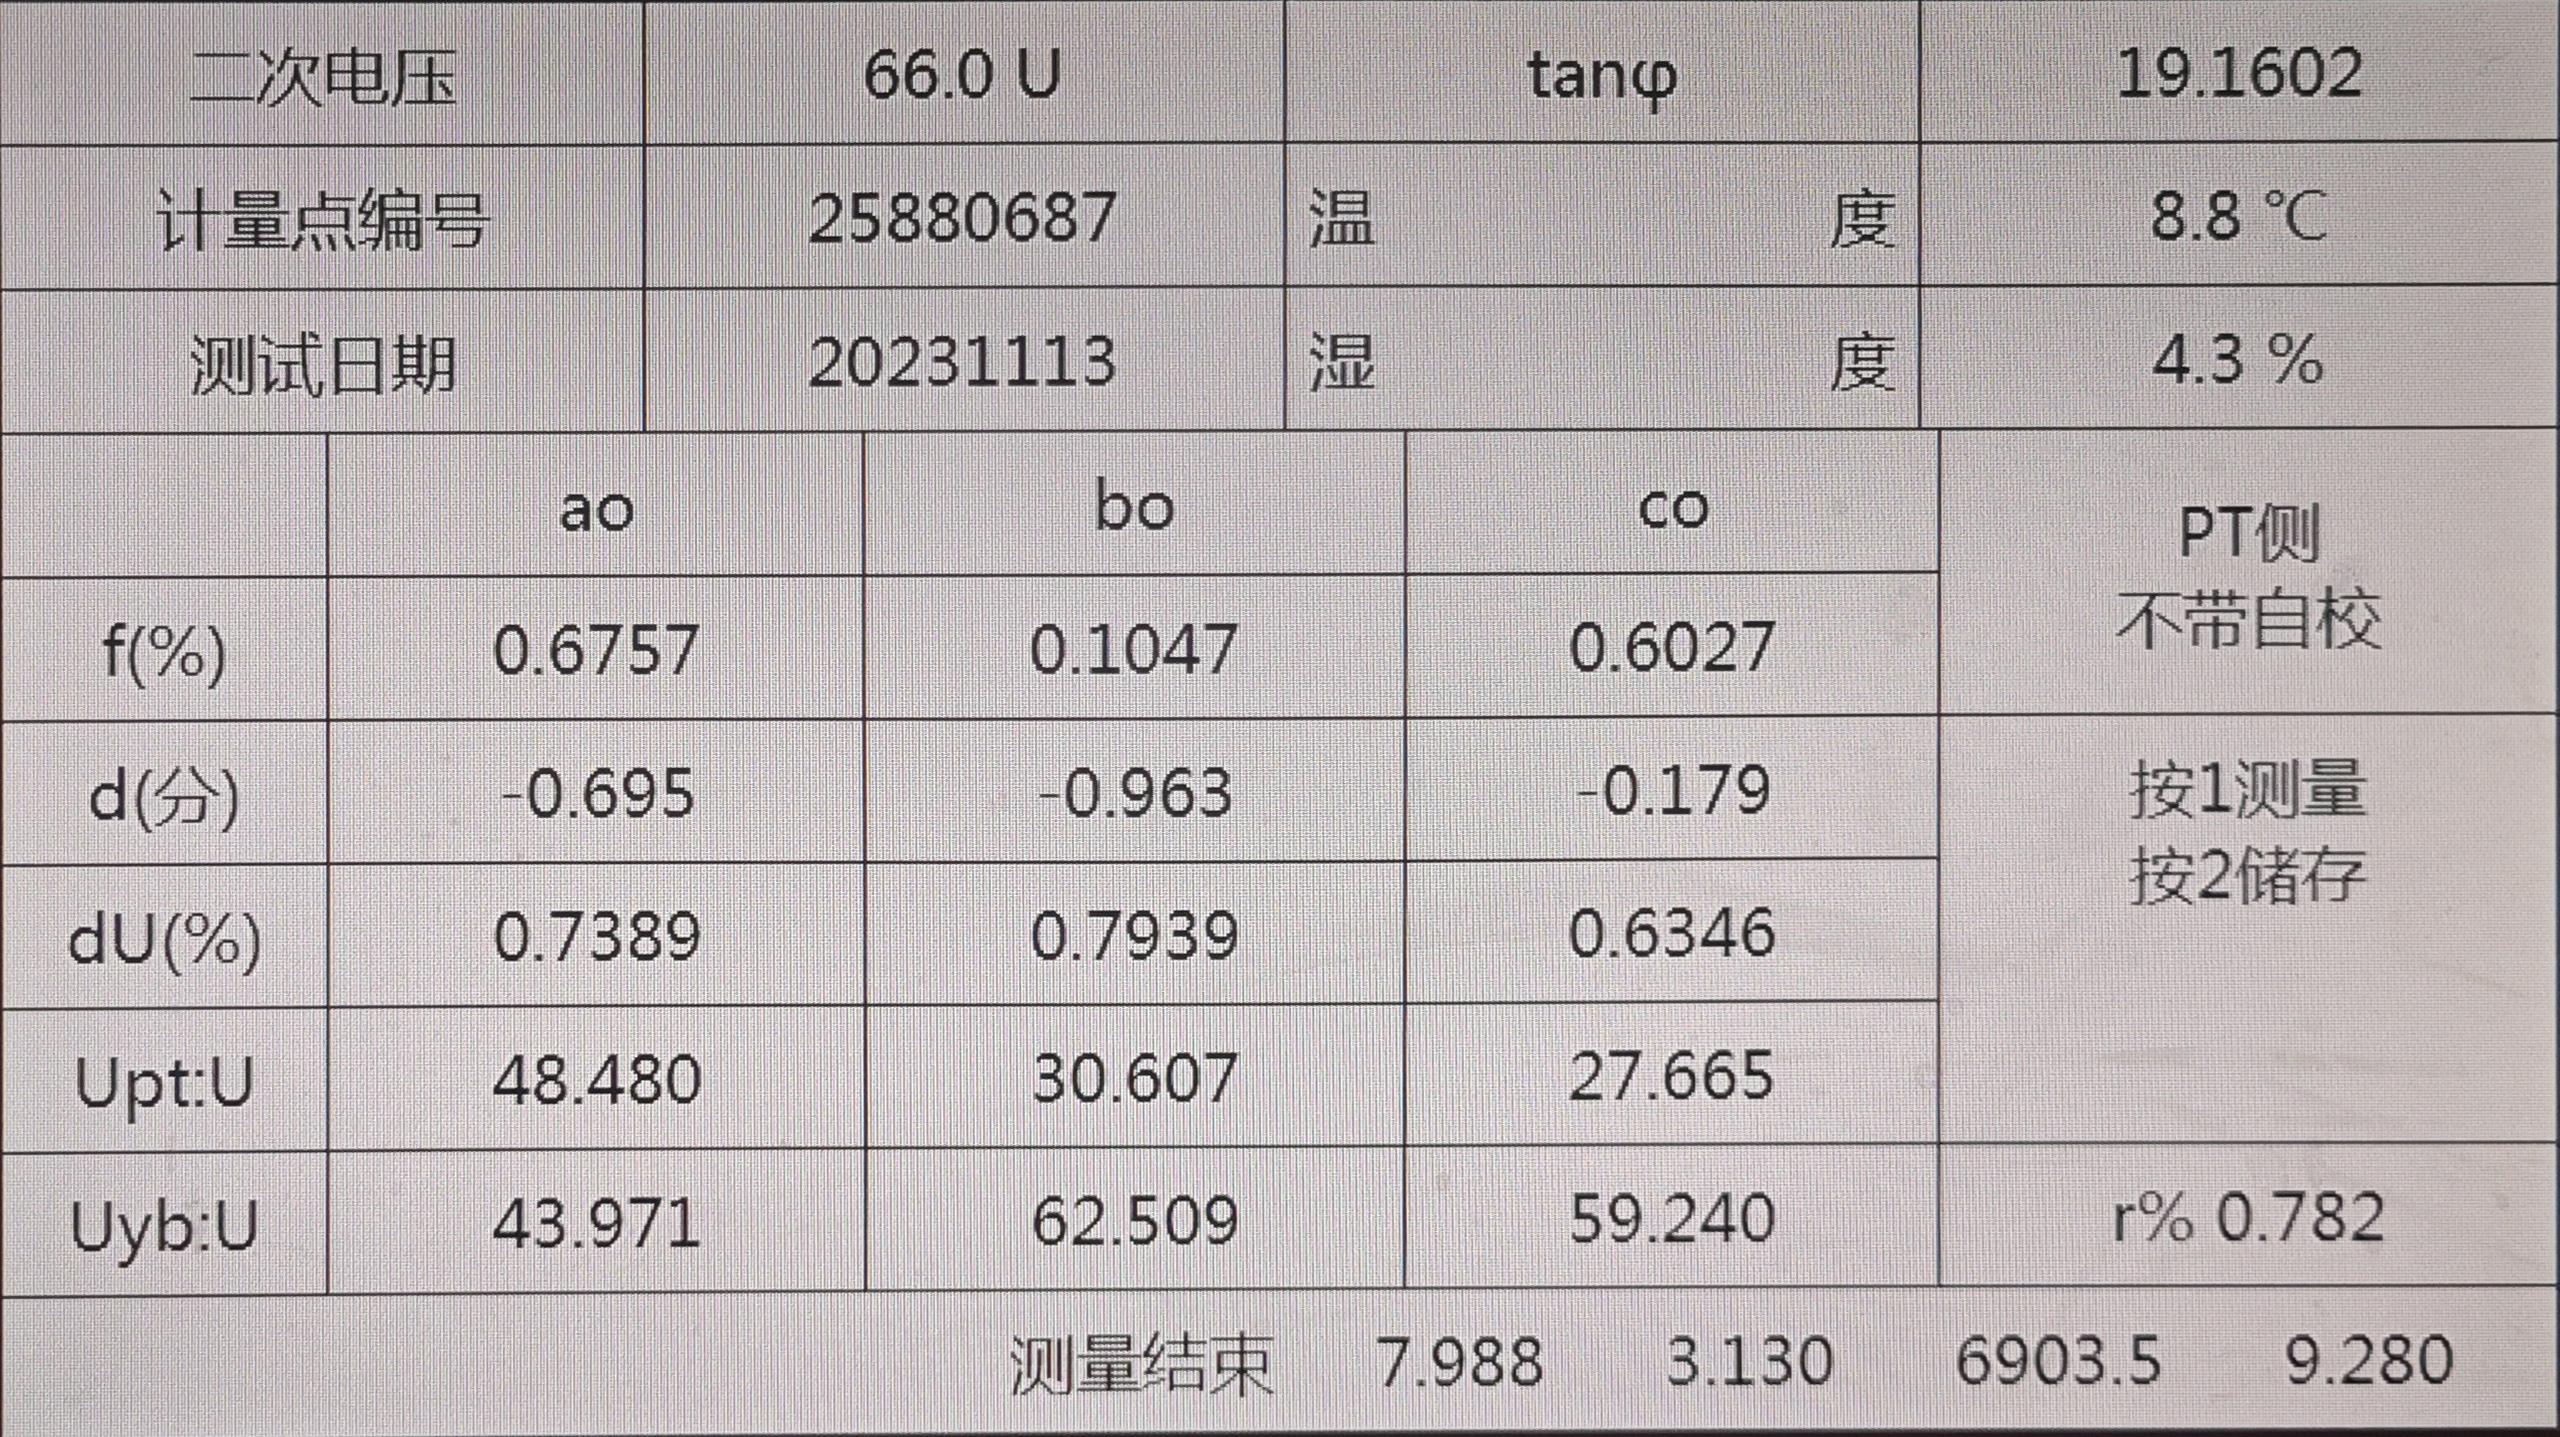 二次电压 66.0 U tanφ 19.1602
计量点编号 25880687 温 度 8.8 ℃
测试日期 20231113 湿 度 4.3 %
ao bo co
PT侧
不带自校
f(%) 0.6757 0.1047 0.6027
d(分) -0.695 -0.963 -0.179
按1测量
按2储存
dU(%) 0.7389 0.7939 0.6346
Upt:U 48.480 30.607 27.665
Uyb:U 43.971 62.509 59.240 r% 0.782
测量结束 7.988 3.130 6903.5 9.280